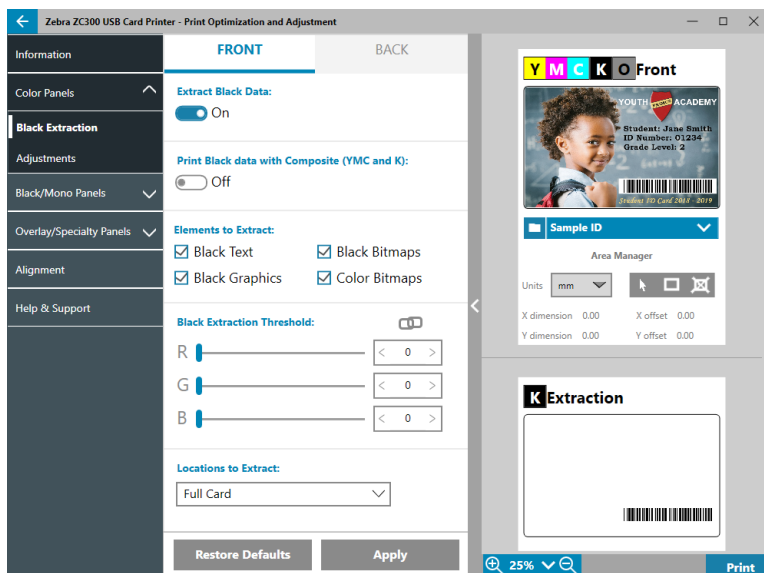 Zebra ZC300 USB Card Printer - Print Optimization and Adjustment
Information
Color Panels
Black Extraction
Adjustments
Black/Mono Panels
Overlay/Specialty Panels
Alignment
Help & Support
FRONT
BACK
Extract Black Data:
On
Print Black data with Composite (YMC and K):
Off
Elements to Extract:
Black Text
Black Bitmaps
Black Graphics
Color Bitmaps
Black Extraction Threshold:
R
< 0 >
G
< 0 >
B
< 0 >
Locations to Extract:
Full Card
Restore Defaults
Apply
Y M C K O Front
YOUTH ACADEMY
Student: Jane Smith
ID Number: 01234
Grade Level: 2
Student ID Card 2018 - 2019
Sample ID
Area Manager
Units mm
X dimension 0.00 X offset 0.00
Y dimension 0.00 Y offset 0.00
K Extraction
25%
Print